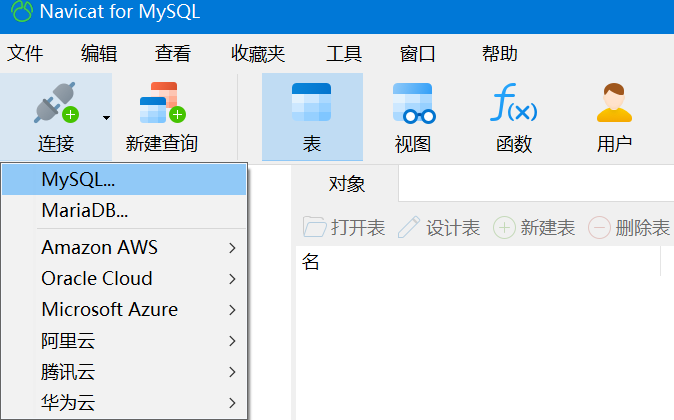 Navicat for MySQL
文件 编辑 查看 收藏夹 工具 窗口 帮助
连接 新建查询 表 视图 函数 用户
MySQL...
MariaDB...
Amazon AWS
Oracle Cloud
Microsoft Azure
阿里云
腾讯云
华为云
对象
打开表 设计表 新建表 删除表
名